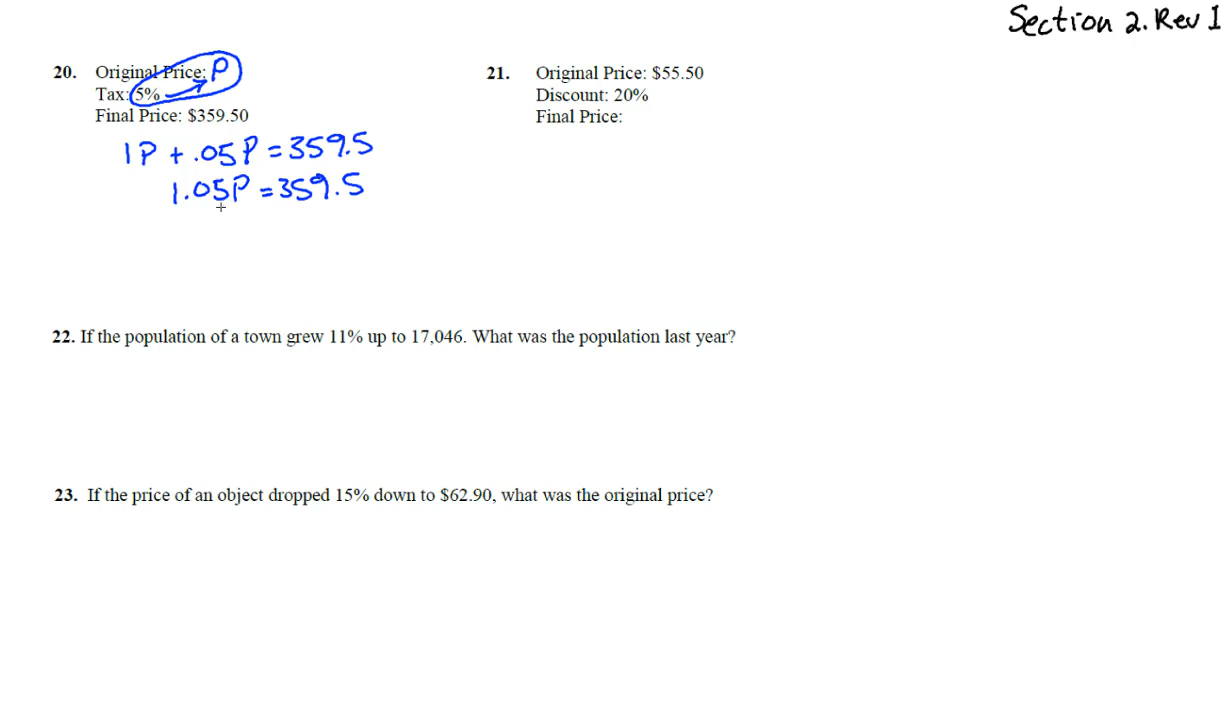 Section 2. Rev 1
20. Original Price: P
Tax: 5%
Final Price: $359.50
1P + .05P = 359.5
1.05P = 359.5
21. Original Price: $55.50
Discount: 20%
Final Price:
22. If the population of a town grew 11% up to 17,046. What was the population last year?
23. If the price of an object dropped 15% down to $62.90, what was the original price?